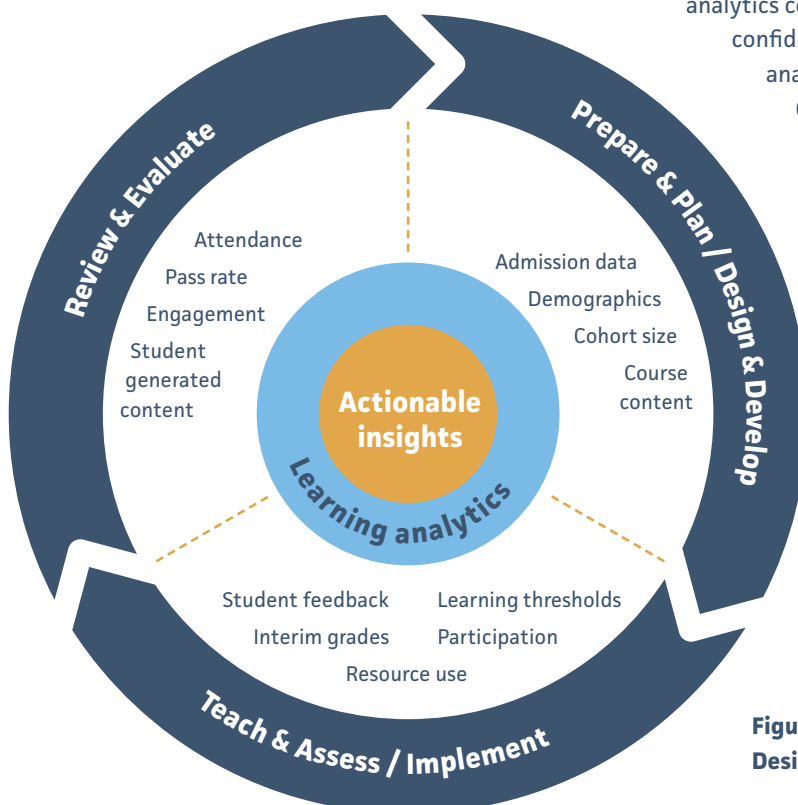 analytics
Review & Evaluate
Prepare & Plan / Design & Develop
Attendance
Pass rate
Engagement
Student
generated
content
Admission data
Demographics
Cohort size
Course
content
Actionable
insights
Learning analytics
Student feedback
Learning thresholds
Interim grades
Participation
Resource use
Teach & Assess / Implement